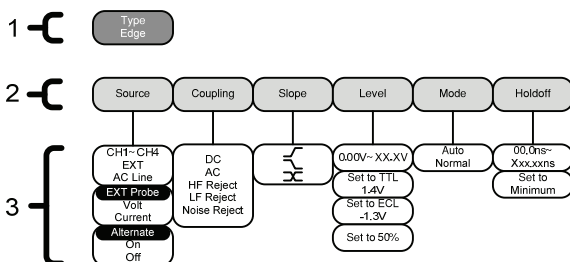 1
Type
Edge
2
Source
Coupling
Slope
Level
Mode
Holdoff
3
CH1~CH4
EXT
AC Line
EXT Probe
Volt
Current
Alternate
On
Off
DC
AC
HF Reject
LF Reject
Noise Reject
0.00V~ XX.XV
Set to TTL
1.4V
Set to ECL
-1.3V
Set to 50%
Auto
Normal
00.0ns~
Xxx.xxns
Set to
Minimum